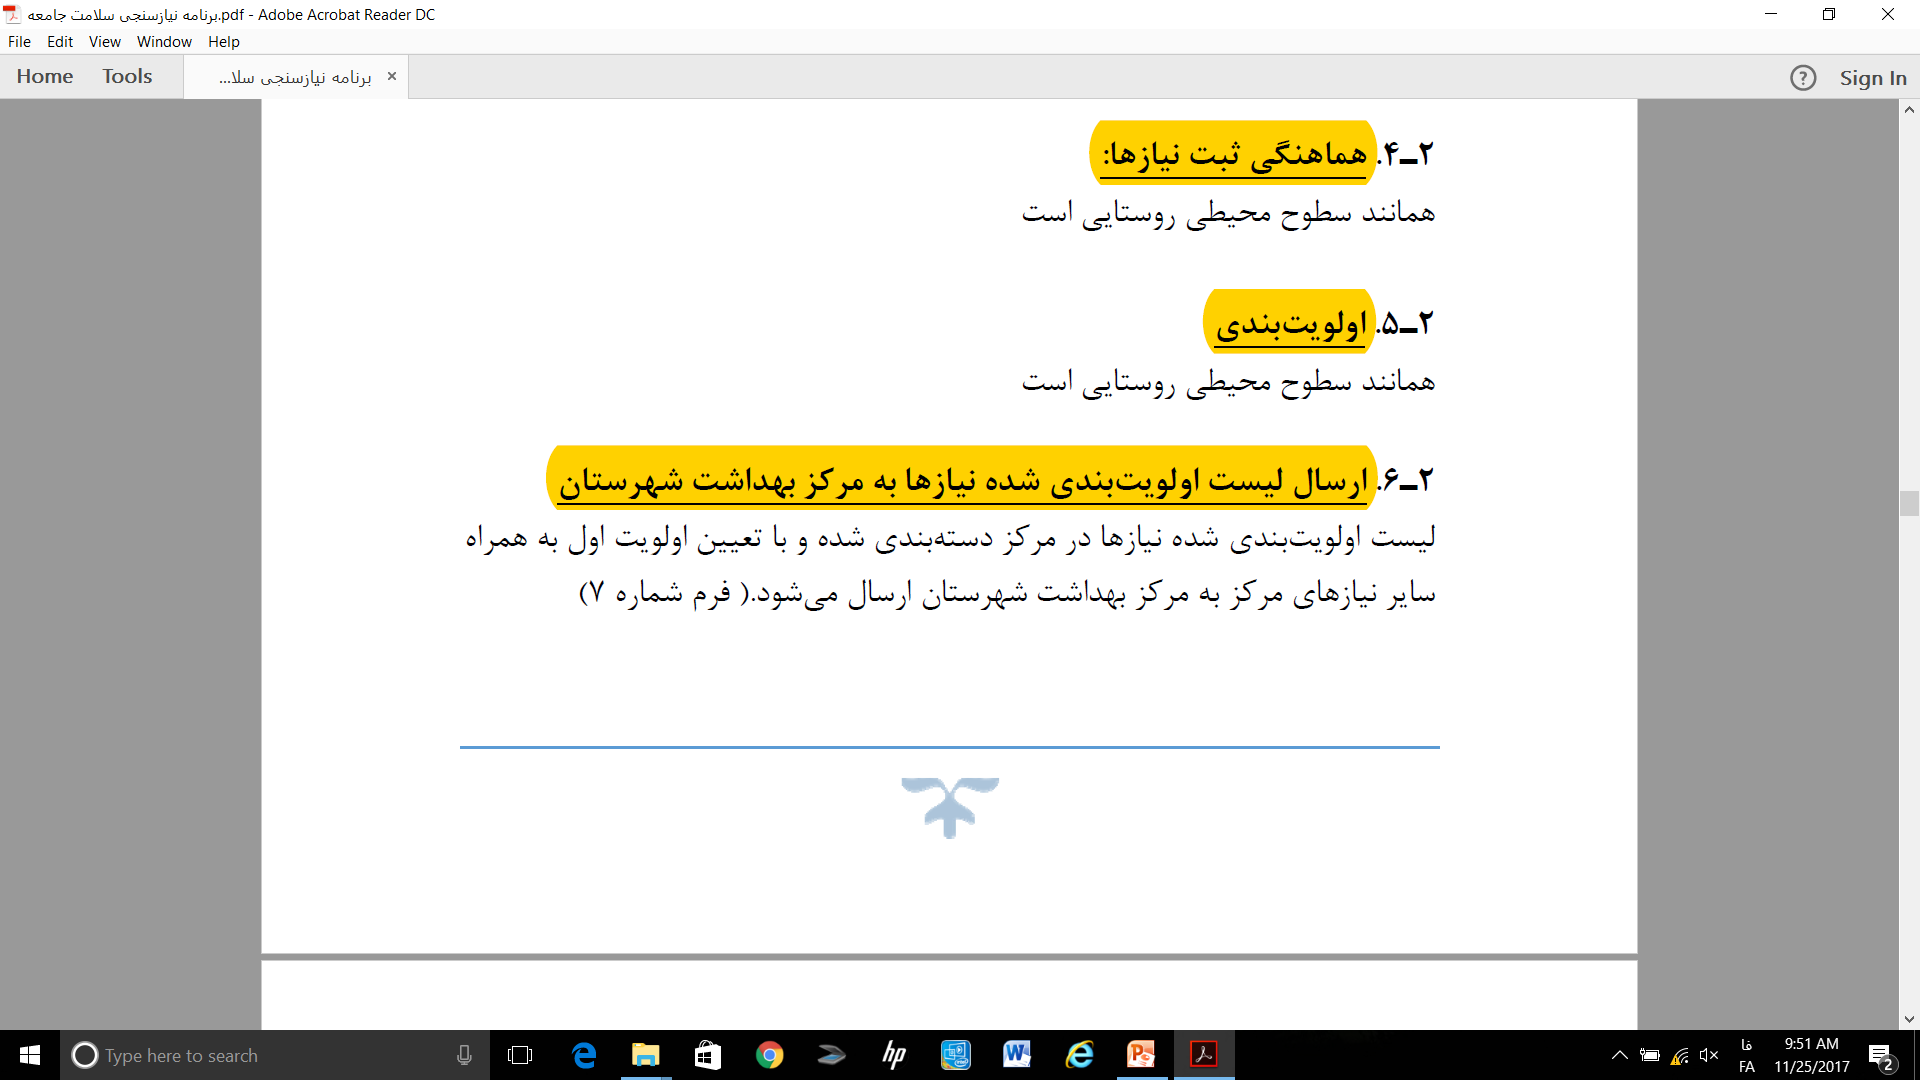 برنامه نیازسنجی سلامت جامعه.pdf - Adobe Acrobat Reader DC
File Edit View Window Help
Home Tools برنامه نیازسنجی سلا... × ? Sign In
۲ـ۴. هماهنگی ثبت نیازها:
همانند سطوح محیطی روستایی است
۲ـ۵. اولویت‌بندی
همانند سطوح محیطی روستایی است
۲ـ۶. ارسال لیست اولویت‌بندی شده نیازها به مرکز بهداشت شهرستان
لیست اولویت‌بندی شده نیازها در مرکز دسته‌بندی شده و با تعیین اولویت اول به همراه
سایر نیازهای مرکز به مرکز بهداشت شهرستان ارسال می‌شود.( فرم شماره ۷)
Type here to search
hp
فا 9:51 AM
FA 11/25/2017 2